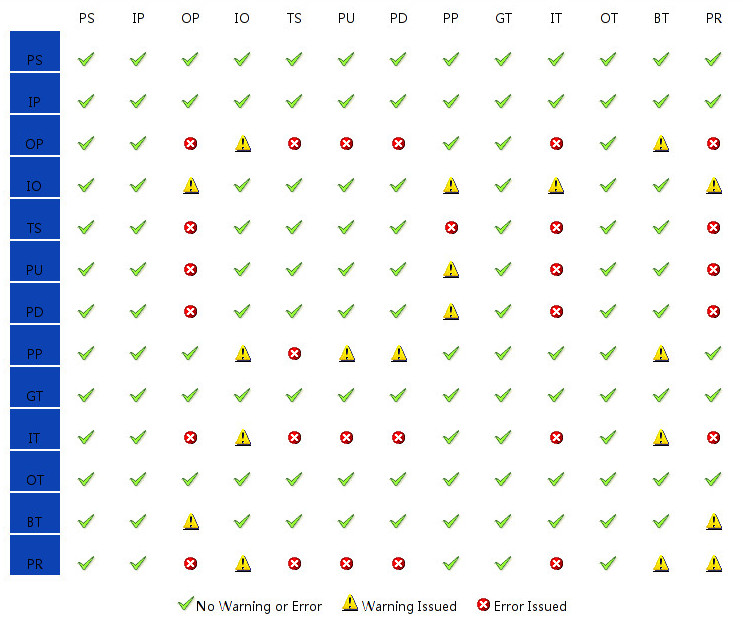 PS IP OP IO TS PU PD PP GT IT OT BT PR
PS
IP
OP
IO
TS
PU
PD
PP
GT
IT
OT
BT
PR
No Warning or Error Warning Issued Error Issued